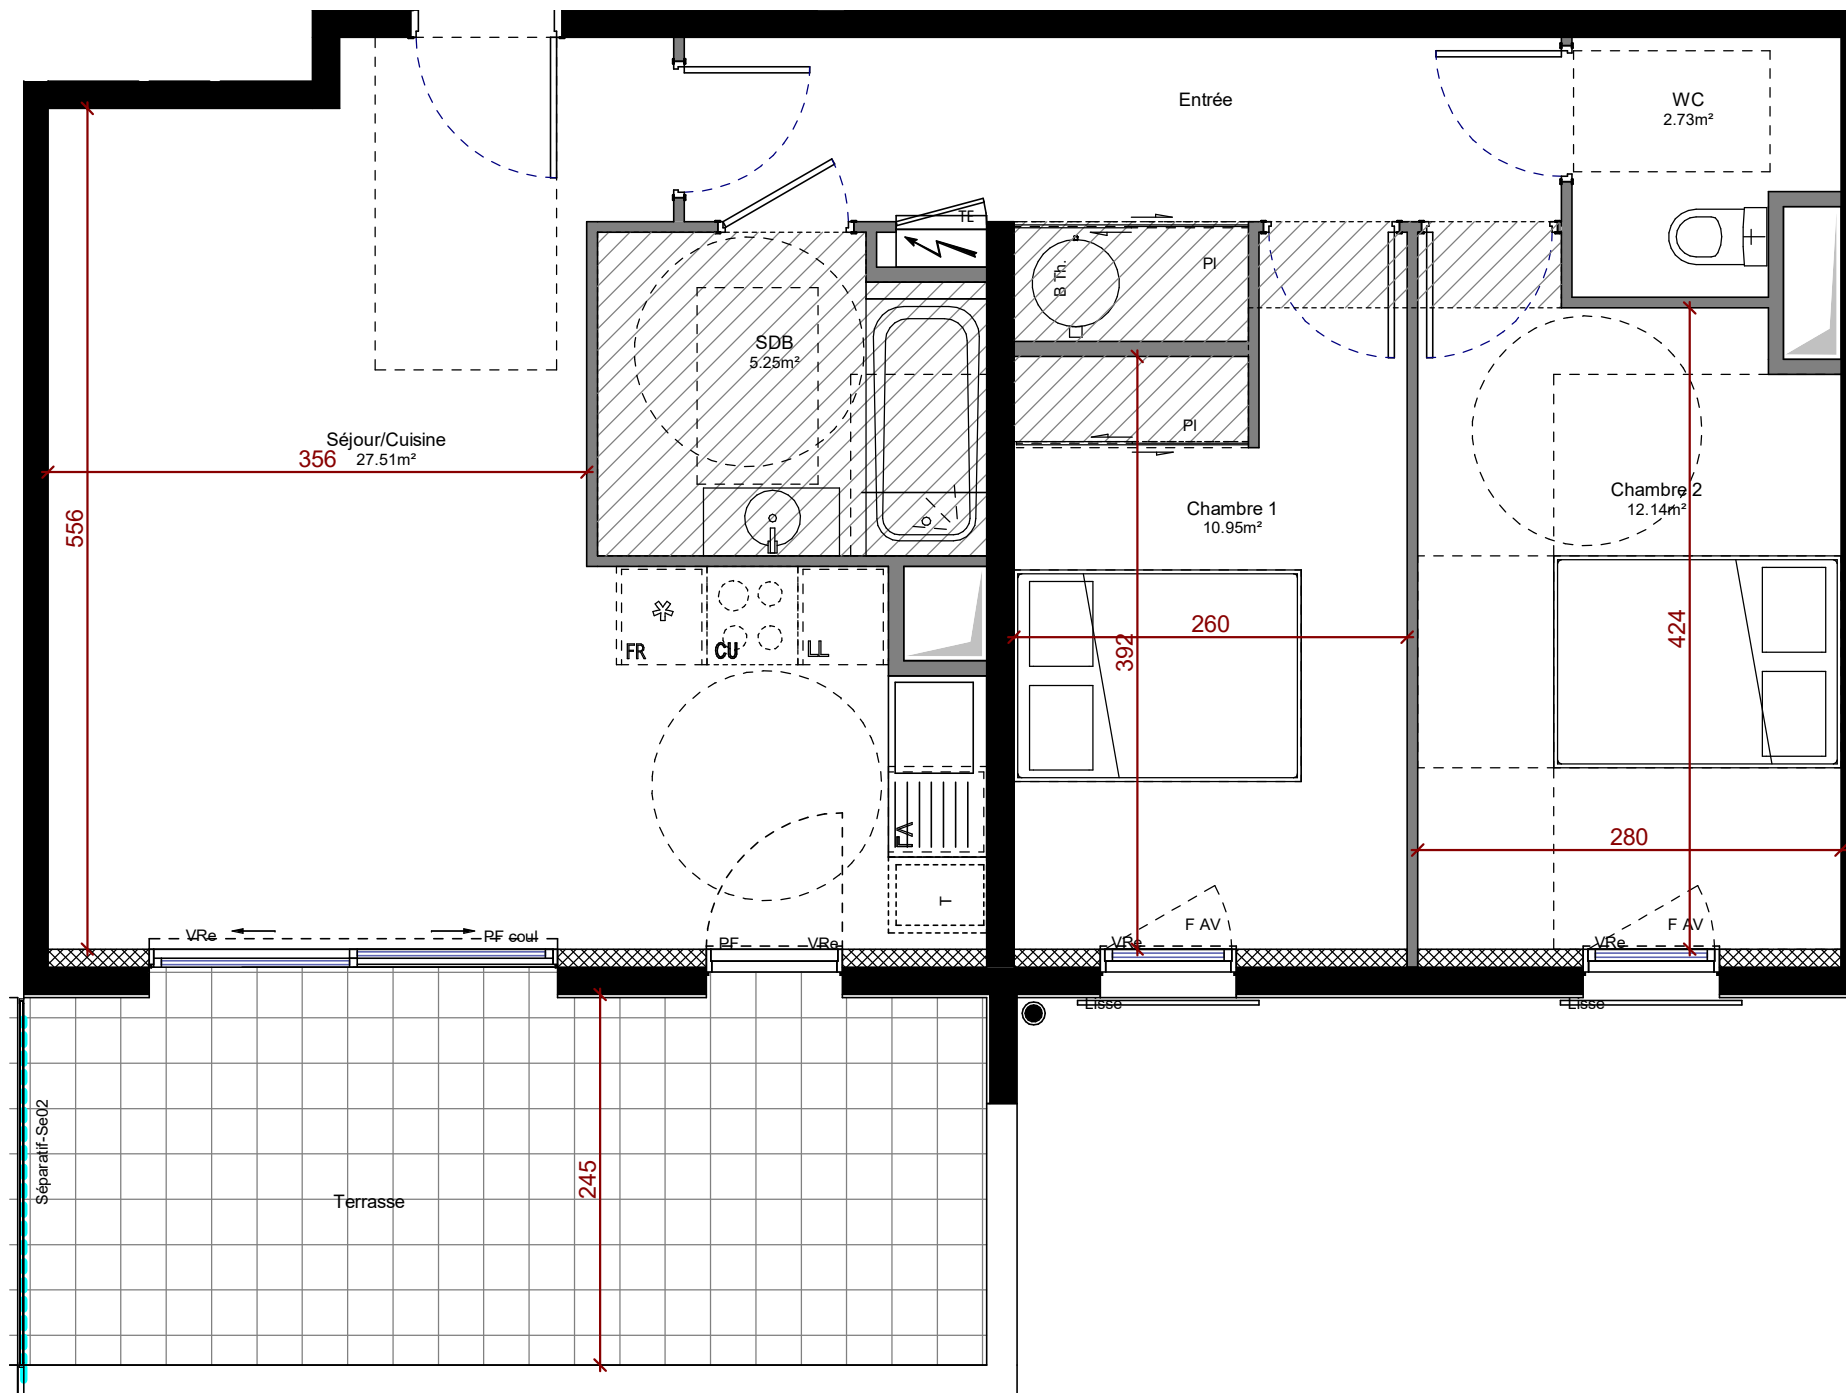 Entrée
WC
2.73m²
TE
B Th.
Pl
SDB
5.25m²
Pl
Séjour/Cuisine
27.51m²
356
556
Chambre 1
10.95m²
Chambre 2
12.14m²
FR
CU
LL
260
392
424
280
FA
T
VRe
PF coul
PF
VRe
F AV
VRe
F AV
VRe
Lisse
Lisse
Séparatif-Se02
245
Terrasse